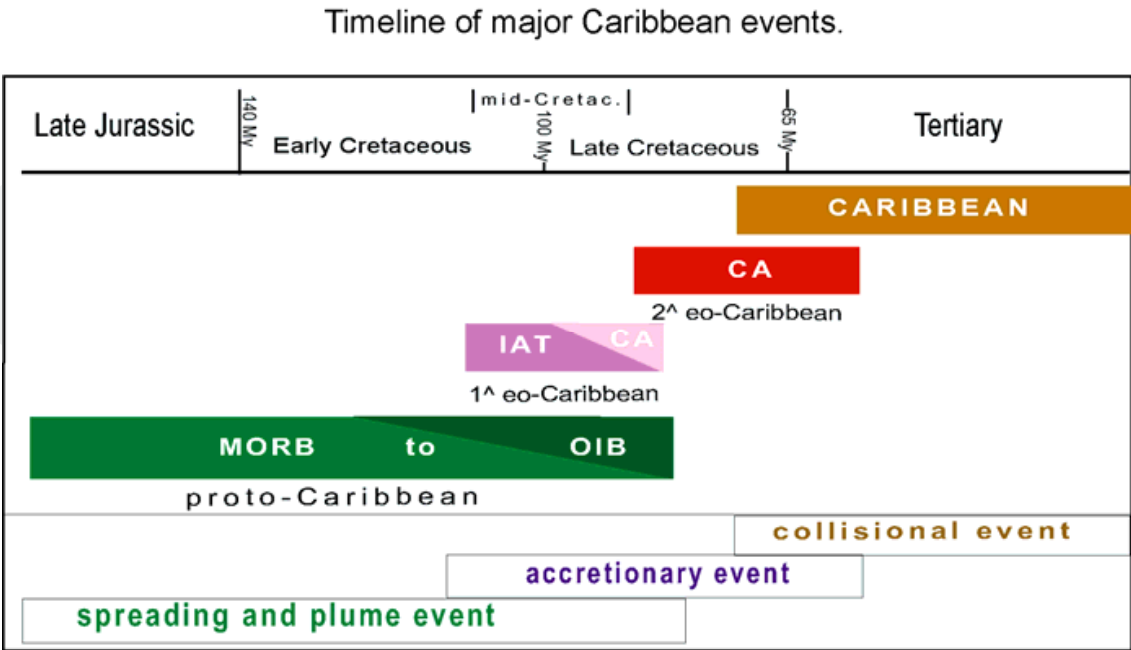 Timeline of major Caribbean events.
|mid-Cretac.|
Late Jurassic
140 My
Early Cretaceous
100 My
Late Cretaceous
65 My
Tertiary
CARIBBEAN
CA
2^ eo-Caribbean
IAT
CA
1^ eo-Caribbean
MORB to OIB
proto-Caribbean
collisional event
accretionary event
spreading and plume event